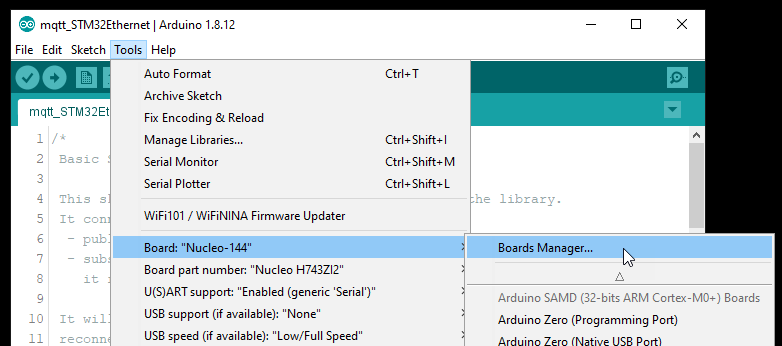 mqtt_STM32Ethernet | Arduino 1.8.12
File Edit Sketch Tools Help
mqtt_STM32Et
Auto Format Ctrl+T
Archive Sketch
Fix Encoding & Reload
Manage Libraries... Ctrl+Shift+I
Serial Monitor Ctrl+Shift+M
Serial Plotter Ctrl+Shift+L
WiFi101 / WiFiNINA Firmware Updater
Board: "Nucleo-144"
Board part number: "Nucleo H743ZI2"
U(S)ART support: "Enabled (generic 'Serial')"
USB support (if available): "None"
USB speed (if available): "Low/Full Speed"
Boards Manager...
Arduino SAMD (32-bits ARM Cortex-M0+) Boards
Arduino Zero (Programming Port)
Arduino Zero (Native USB Port)
1 /*
2 Basic
3
4 This the library.
5 It conn
6 - publ
7 - subs
8 it
9
10 It will
11 reconne